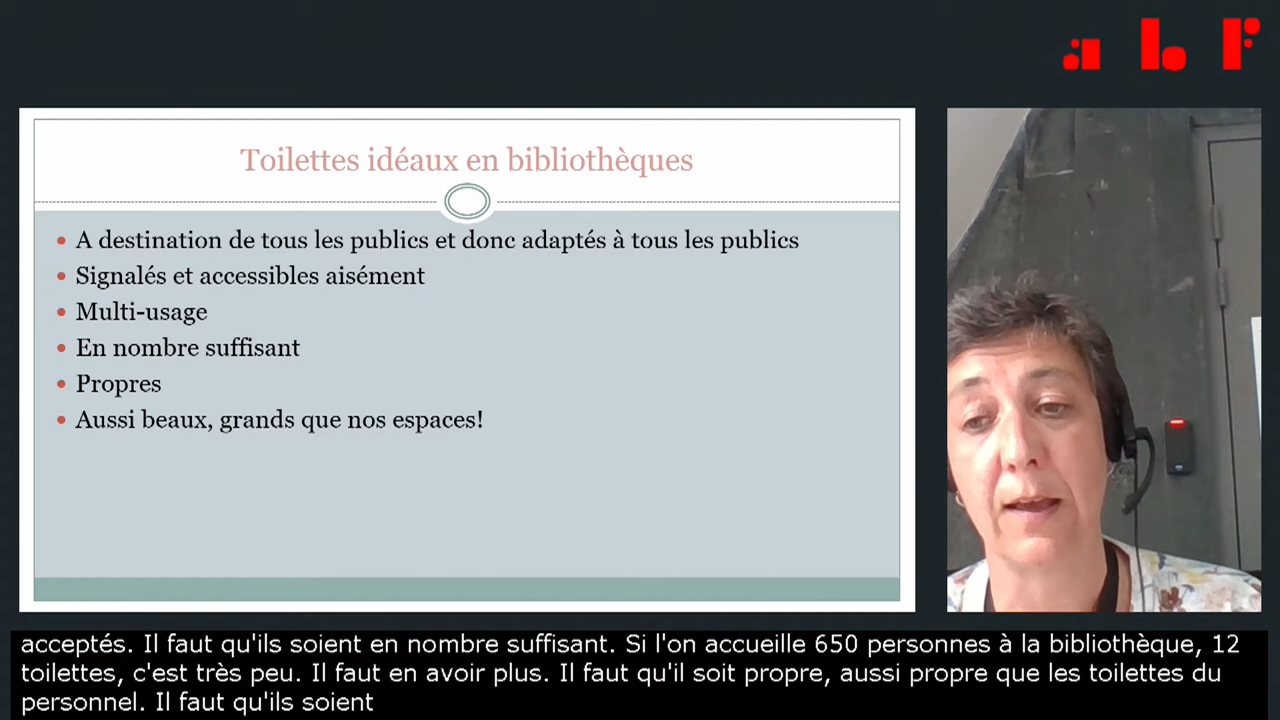 abf
Toilettes idéaux en bibliothèques
• A destination de tous les publics et donc adaptés à tous les publics
• Signalés et accessibles aisément
• Multi-usage
• En nombre suffisant
• Propres
• Aussi beaux, grands que nos espaces!
acceptés. Il faut qu'ils soient en nombre suffisant. Si l'on accueille 650 personnes à la bibliothèque, 12
toilettes, c'est très peu. Il faut en avoir plus. Il faut qu'il soit propre, aussi propre que les toilettes du
personnel. Il faut qu'ils soient